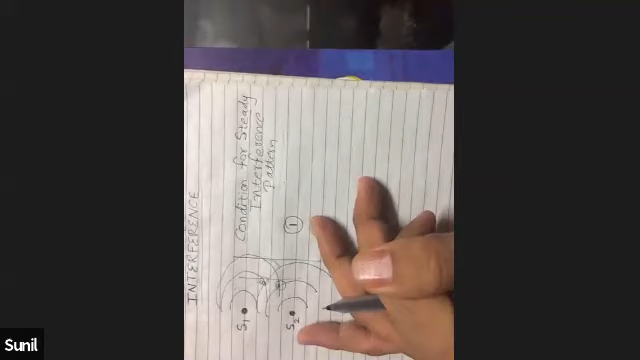 INTERFERENCE
Condition for Steady
Interference
Pattern
①
S1
S2
Sunil